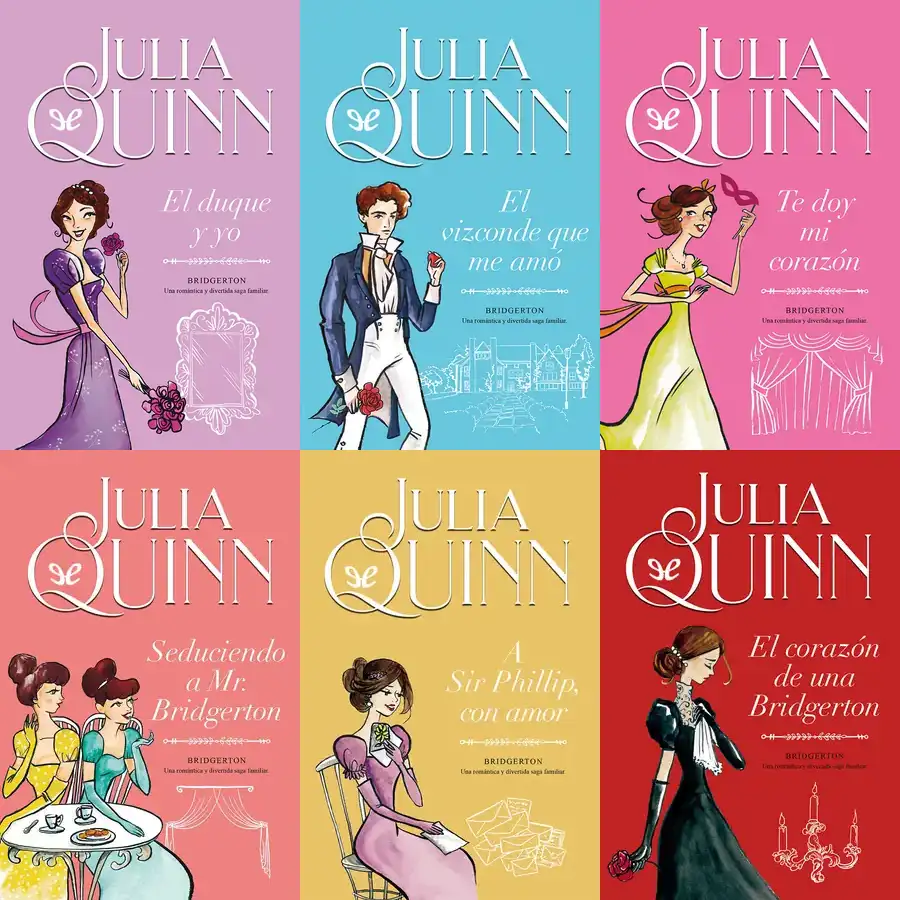 JULIA
QUINN
El duque
y yo
BRIDGERTON
Una romántica y divertida saga familiar.
JULIA
QUINN
El
vizconde que
me amó
BRIDGERTON
Una romántica y divertida saga familiar.
JULIA
QUINN
Te doy
mi
corazón
BRIDGERTON
Una romántica y divertida saga familiar.
JULIA
QUINN
Seduciendo
a Mr.
Bridgerton
BRIDGERTON
Una romántica y divertida saga familiar.
JULIA
QUINN
A
Sir Phillip,
con amor
BRIDGERTON
Una romántica y divertida saga familiar.
JULIA
QUINN
El corazón
de una
Bridgerton
BRIDGERTON
Una romántica y divertida saga familiar.